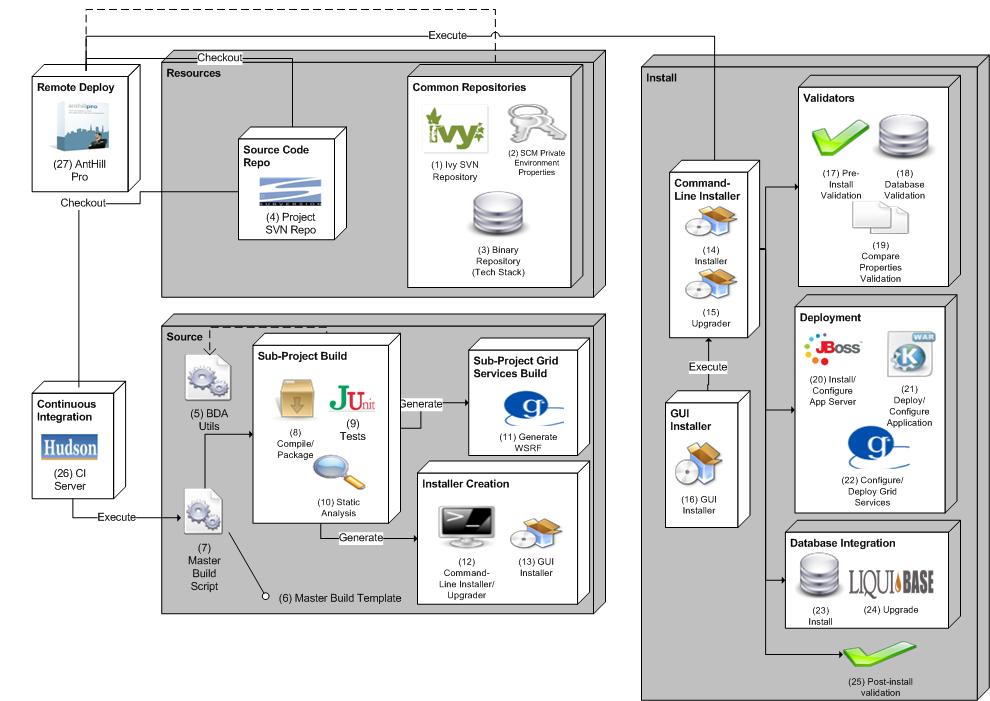 Execute
Checkout
Remote Deploy
anthillpro
(27) AntHill
Pro
Checkout
Resources
Source Code
Repo
SUBVERSION
(4) Project
SVN Repo
Common Repositories
ivy
(1) Ivy SVN
Repository
(2) SCM Private
Environment
Properties
(3) Binary
Repository
(Tech Stack)
Continuous
Integration
Hudson
(26) CI
Server
Execute
Source
(5) BDA
Utils
(7)
Master
Build
Script
(6) Master Build Template
Sub-Project Build
(8)
Compile/
Package
JUnit
(9)
Tests
(10) Static
Analysis
Generate
Generate
Sub-Project Grid
Services Build
g
(11) Generate
WSRF
Installer Creation
>_
(12)
Command-
Line Installer/
Upgrader
(13) GUI
Installer
Install
Command-
Line Installer
(14)
Installer
(15)
Upgrader
Execute
GUI
Installer
(16) GUI
Installer
Validators
(17) Pre-
Install
Validation
(18)
Database
Validation
(19)
Compare
Properties
Validation
Deployment
JBoss
(20) Install/
Configure
App Server
WAR
K
(21)
Deploy/
Configure
Application
g
(22) Configure/
Deploy Grid
Services
Database Integration
(23)
Install
LIQUIBASE
(24) Upgrade
(25) Post-install
validation